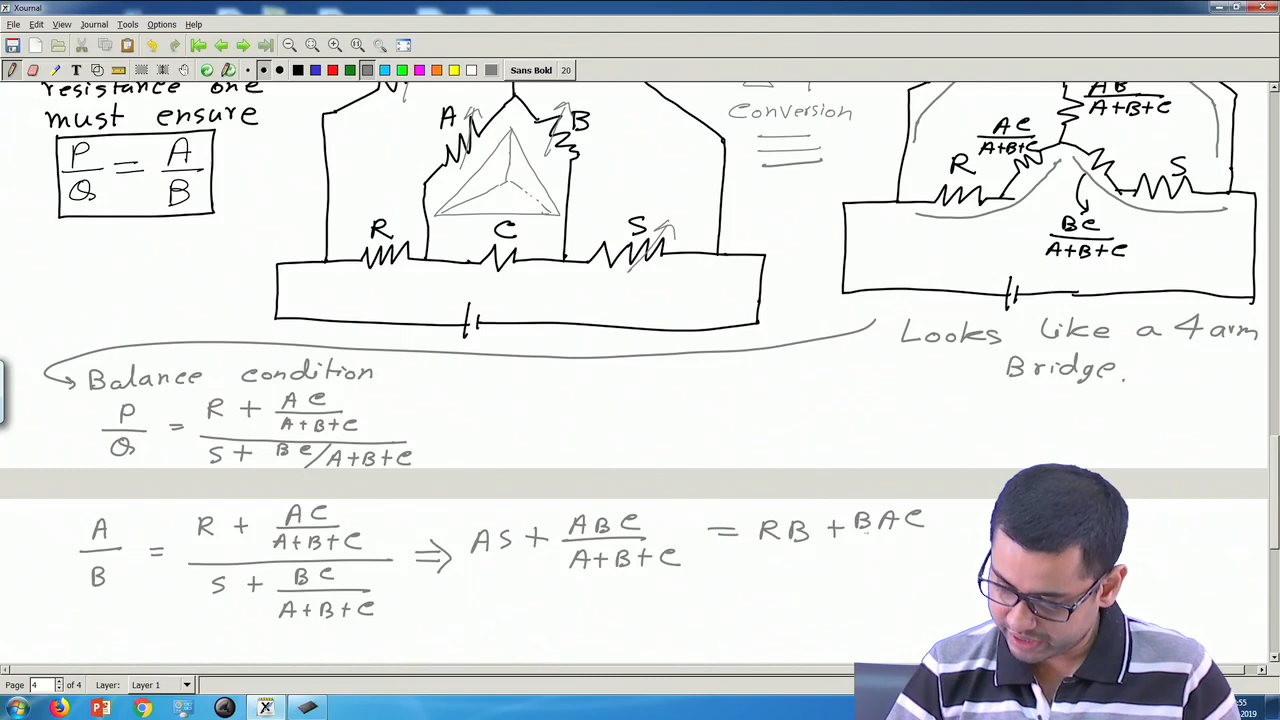 Xournal
File Edit View Journal Tools Options Help
Sans Bold 20
resistance one
must ensure
P/Q = A/B
A
B
R
C
S
Conversion
AB/A+B+C
AC/A+B+C
R
S
BC/A+B+C
Looks like a 4 arm
Bridge.
Balance condition
P/Q = R + AC/A+B+C / S + BC/A+B+C
A/B = R + AC/A+B+C / S + BC/A+B+C ⇒ AS + ABC/A+B+C = RB + BAC
Page 4 of 4 Layer: Layer 1
2019